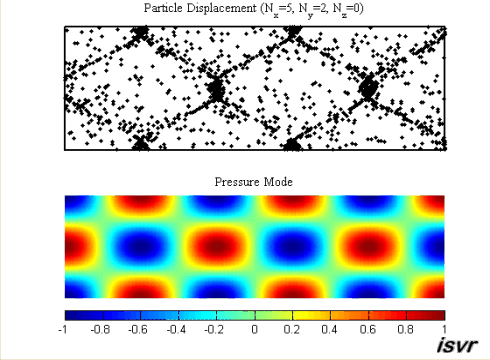 Particle Displacement (Nx=5, Ny=2, Nz=0)
Pressure Mode
-1 -0.8 -0.6 -0.4 -0.2 0 0.2 0.4 0.6 0.8 1
isvr